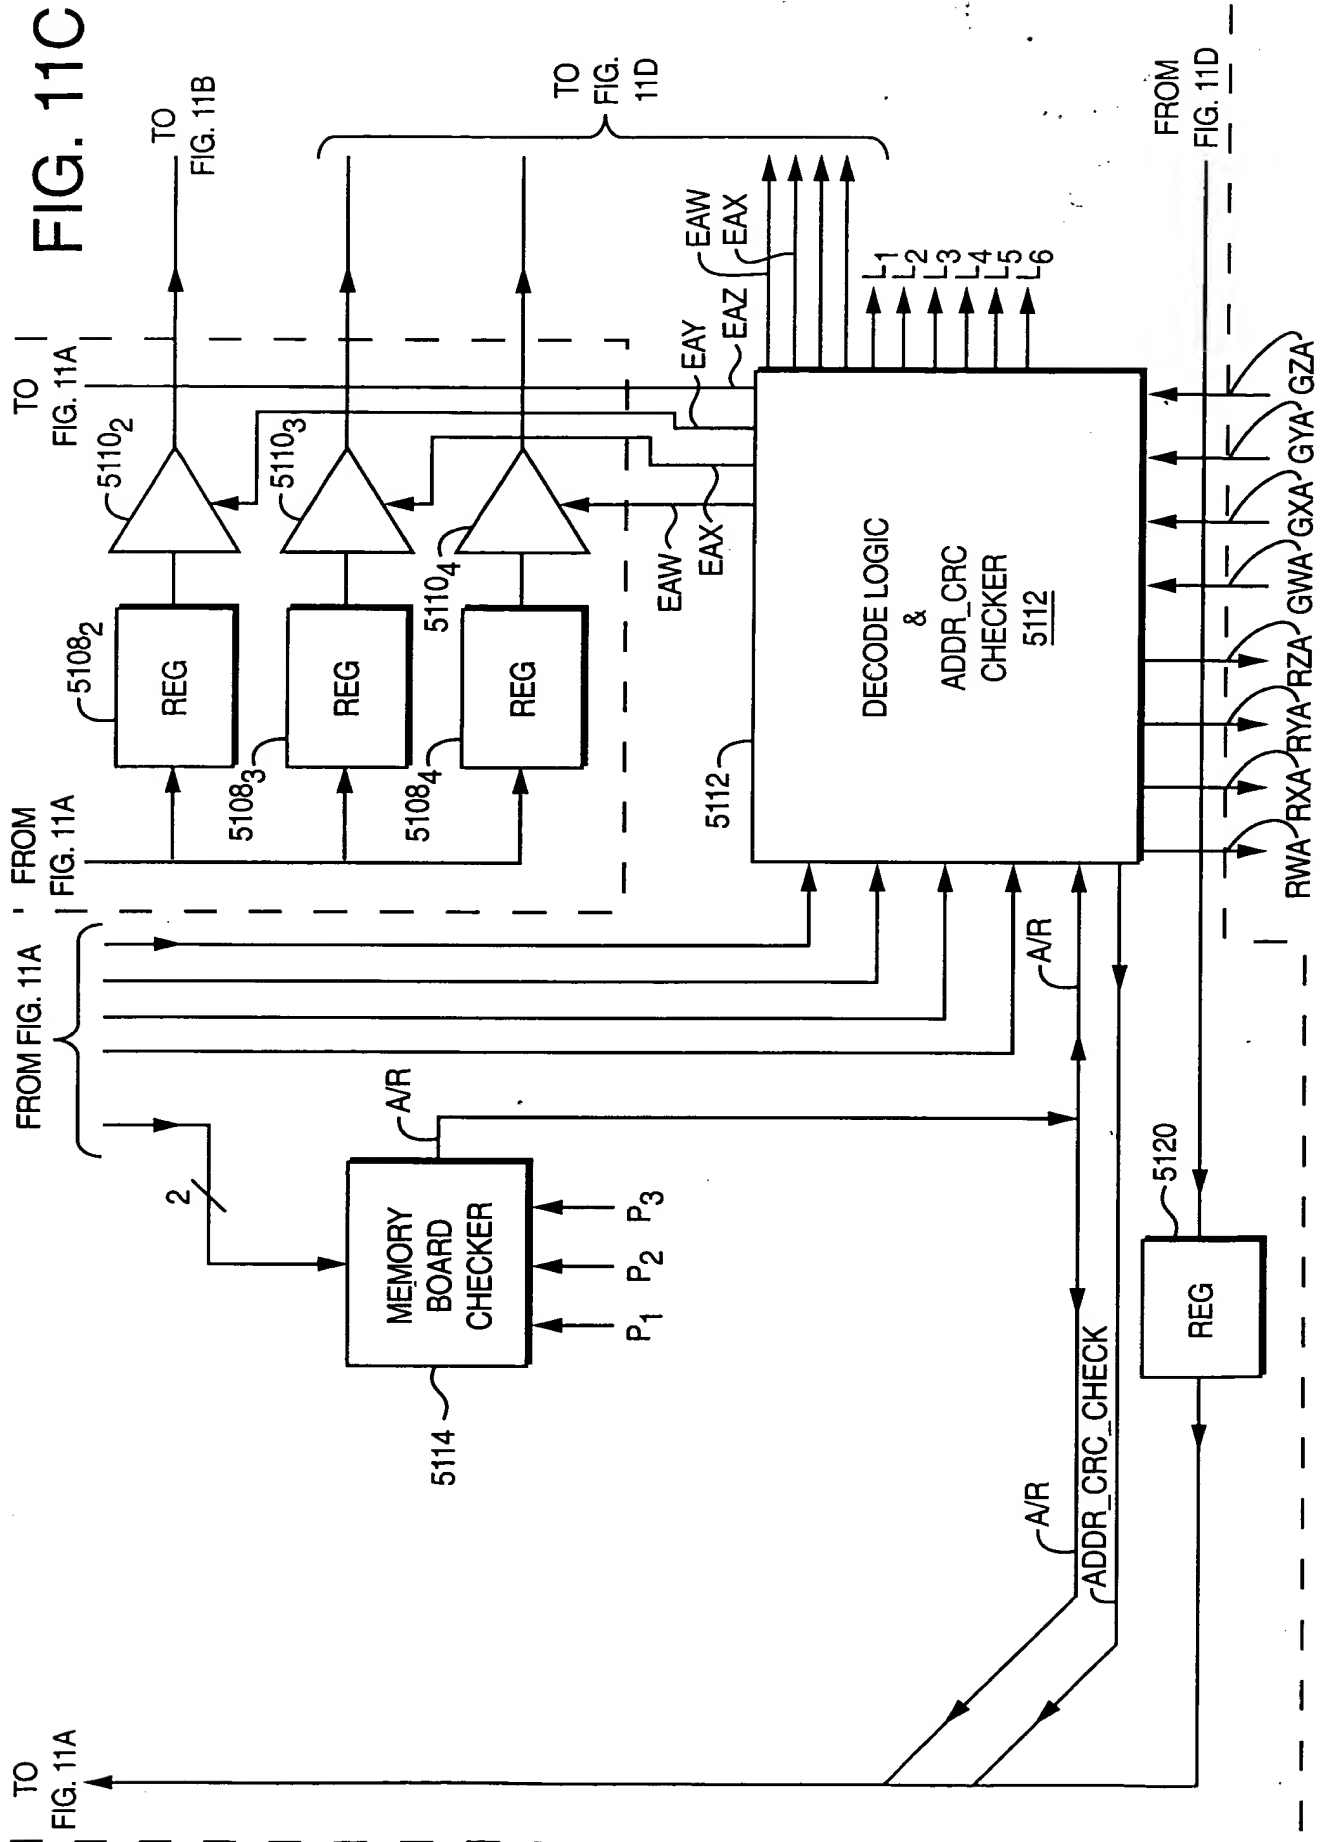 FIG. 11C
TO
FIG. 11A
FROM FIG. 11A
FROM
FIG. 11A
TO
FIG. 11A
TO
FIG. 11B
5108₂
REG
5110₂
5108₃
REG
5110₃
5108₄
REG
5110₄
TO
FIG.
11D
2
A/R
MEMORY
BOARD
CHECKER
5114
P₁ P₂ P₃
EAW
EAX
EAY
EAZ
EAW
EAX
5112
DECODE LOGIC
&
ADDR_CRC
CHECKER
5112
L₁
L₂
L₃
L₄
L₅
L₆
A/R
A/R
ADDR_CRC_CHECK
5120
REG
FROM
FIG. 11D
RWA RXA RYA RZA GWA GXA GYA GZA